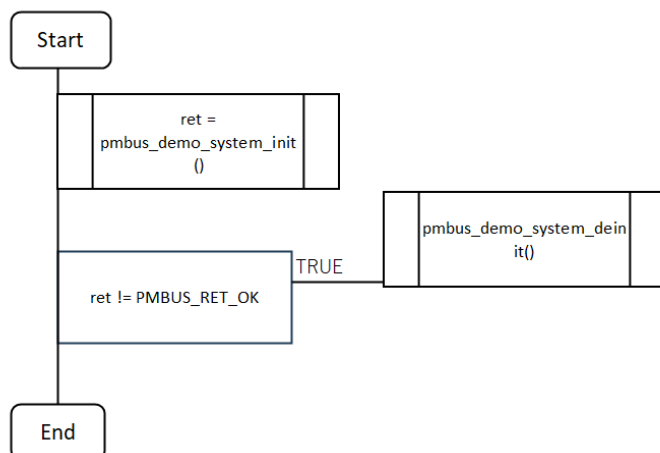 Start
ret =
pmbus_demo_system_init
()
pmbus_demo_system_dein
it()
TRUE
ret != PMBUS_RET_OK
End